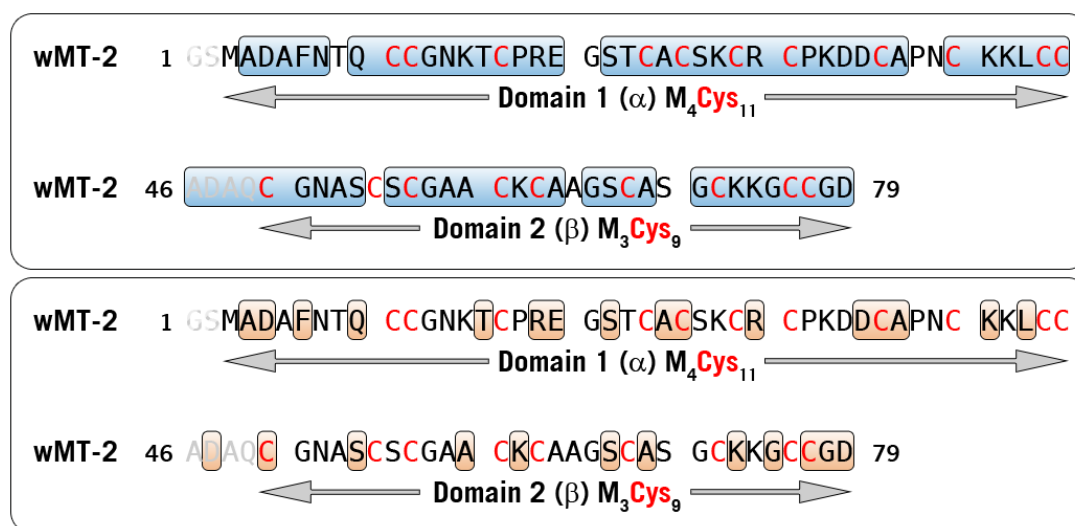 wMT-2 1 GSMADAFNTQ CCGNKTCPRE GSTCACSKCR CPKDDCAPNC KKLCC
Domain 1 (α) M₄Cys₁₁
wMT-2 46 ADAQC GNASCSCGAA CKCAAGSCAS GCKKGCCGD 79
Domain 2 (β) M₃Cys₉
wMT-2 1 GSMADAFNTQ CCGNKTCPRE GSTCACSKCR CPKDDCAPNC KKLCC
Domain 1 (α) M₄Cys₁₁
wMT-2 46 ADAQC GNASCSCGAA CKCAAGSCAS GCKKGCCGD 79
Domain 2 (β) M₃Cys₉